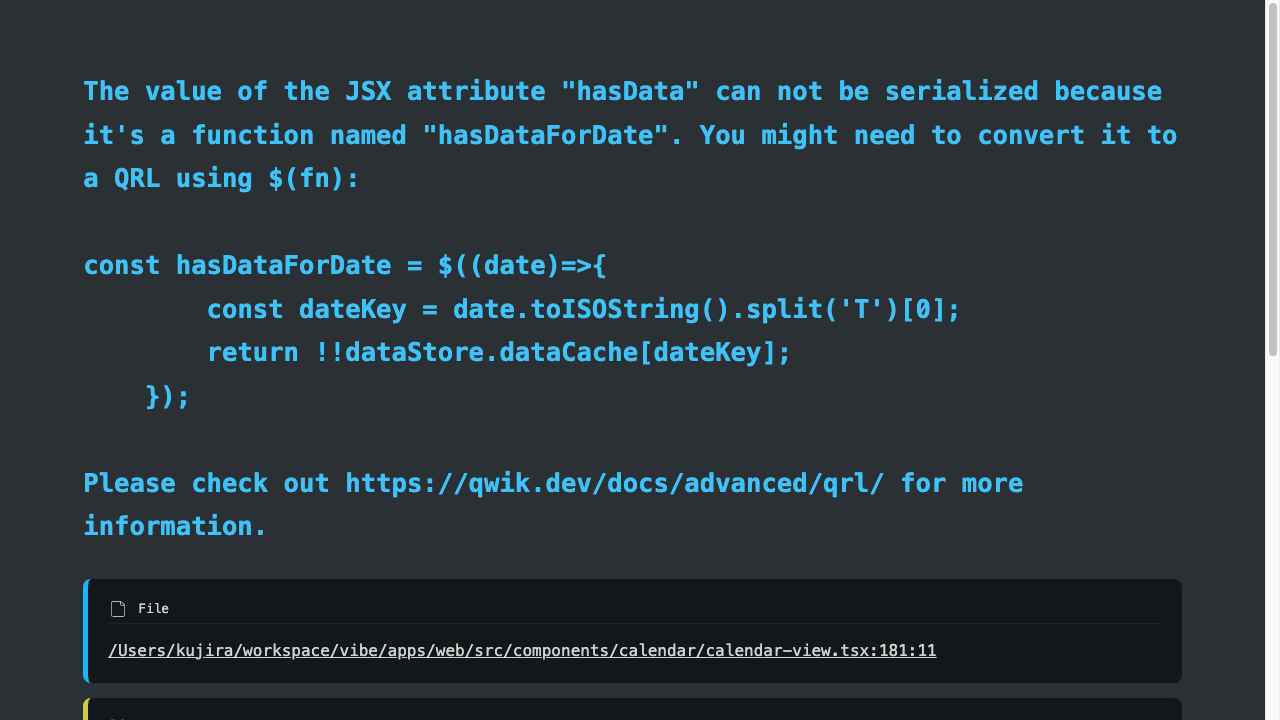 The value of the JSX attribute "hasData" can not be serialized because
it's a function named "hasDataForDate". You might need to convert it to
a QRL using $(fn):
const hasDataForDate = $((date)=>{
        const dateKey = date.toISOString().split('T')[0];
        return !!dataStore.dataCache[dateKey];
    });
Please check out https://qwik.dev/docs/advanced/qrl/ for more
information.
File
/Users/kujira/workspace/vibe/apps/web/src/components/calendar/calendar-view.tsx:181:11